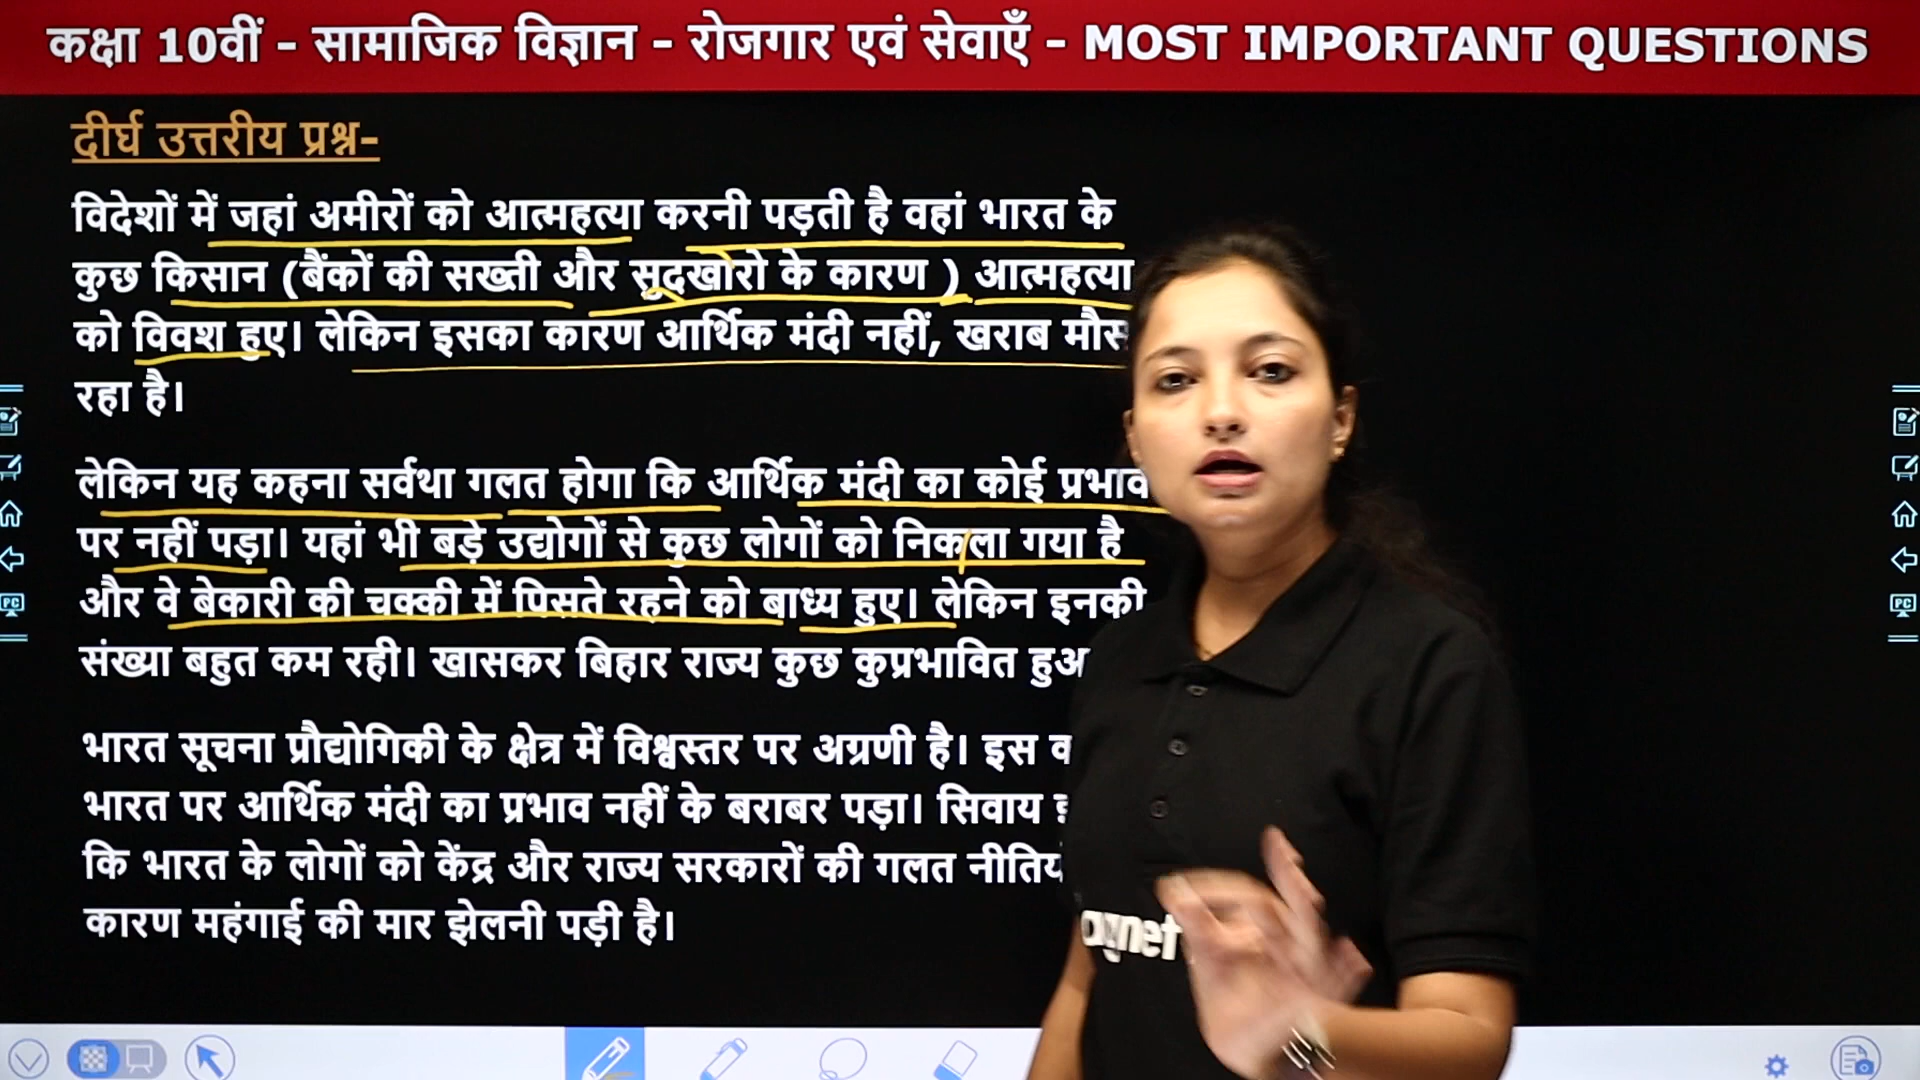 कक्षा 10वीं - सामाजिक विज्ञान - रोजगार एवं सेवाएँ - MOST IMPORTANT QUESTIONS
दीर्घ उत्तरीय प्रश्न-
विदेशों में जहां अमीरों को आत्महत्या करनी पड़ती है वहां भारत के
कुछ किसान (बैंकों की सख्ती और सुदखोरो के कारण ) आत्महत्या
को विवश हुए। लेकिन इसका कारण आर्थिक मंदी नहीं, खराब
रहा है।
लेकिन यह कहना सर्वथा गलत होगा कि आर्थिक मंदी का कोई प्रभाव
पर नहीं पड़ा। यहां भी बड़े उद्योगों से कुछ लोगों को निकला गया है
और वे बेकारी की चक्की में पिसते रहने को बाध्य हुए। लेकिन इनकी
संख्या बहुत कम रही। खासकर बिहार राज्य कुछ कुप्रभावित
भारत सूचना प्रौद्योगिकी के क्षेत्र में विश्वस्तर पर अग्रणी है। इस
भारत पर आर्थिक मंदी का प्रभाव नहीं के बराबर पड़ा। सिवाय
कि भारत के लोगों को केंद्र और राज्य सरकारों की गलत
कारण महंगाई की मार झेलनी पड़ी है।
agnet
PC
PC